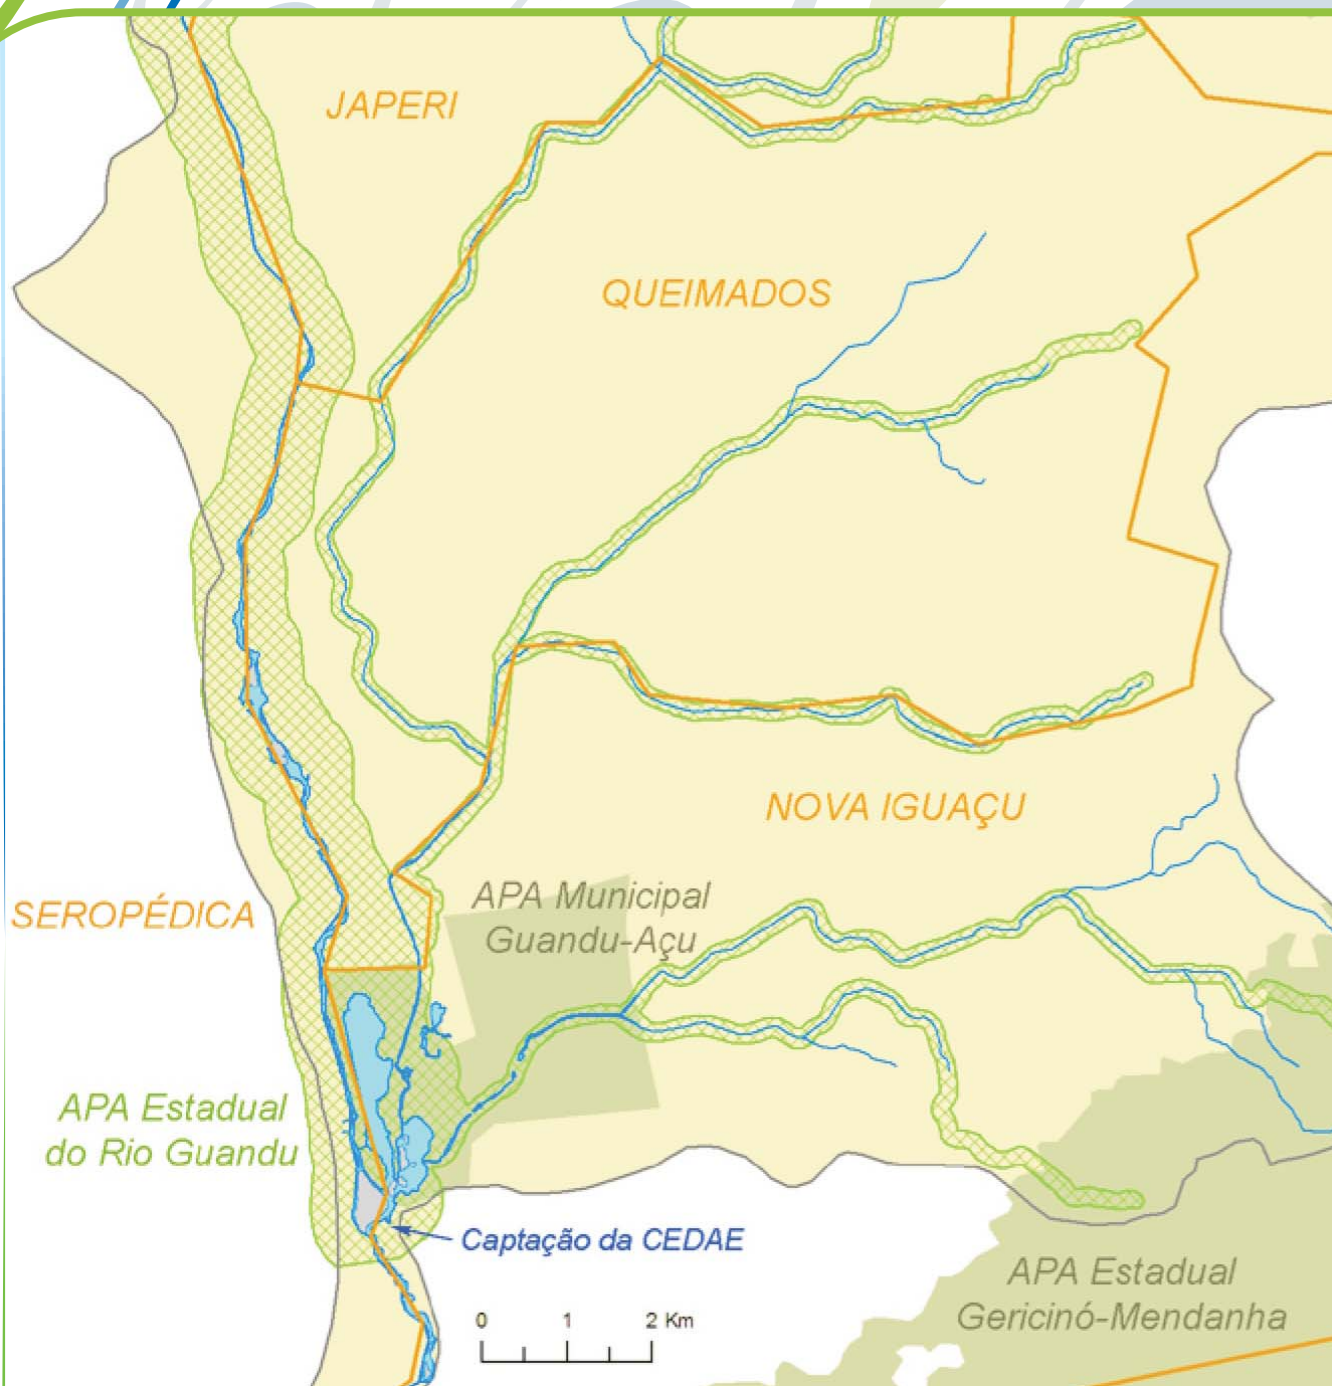 JAPERI
QUEIMADOS
NOVA IGUAÇU
APA Municipal
Guandu-Açu
SEROPÉDICA
APA Estadual
do Rio Guandu
Captação da CEDAE
APA Estadual
Gericinó-Mendanha
0 1 2 Km